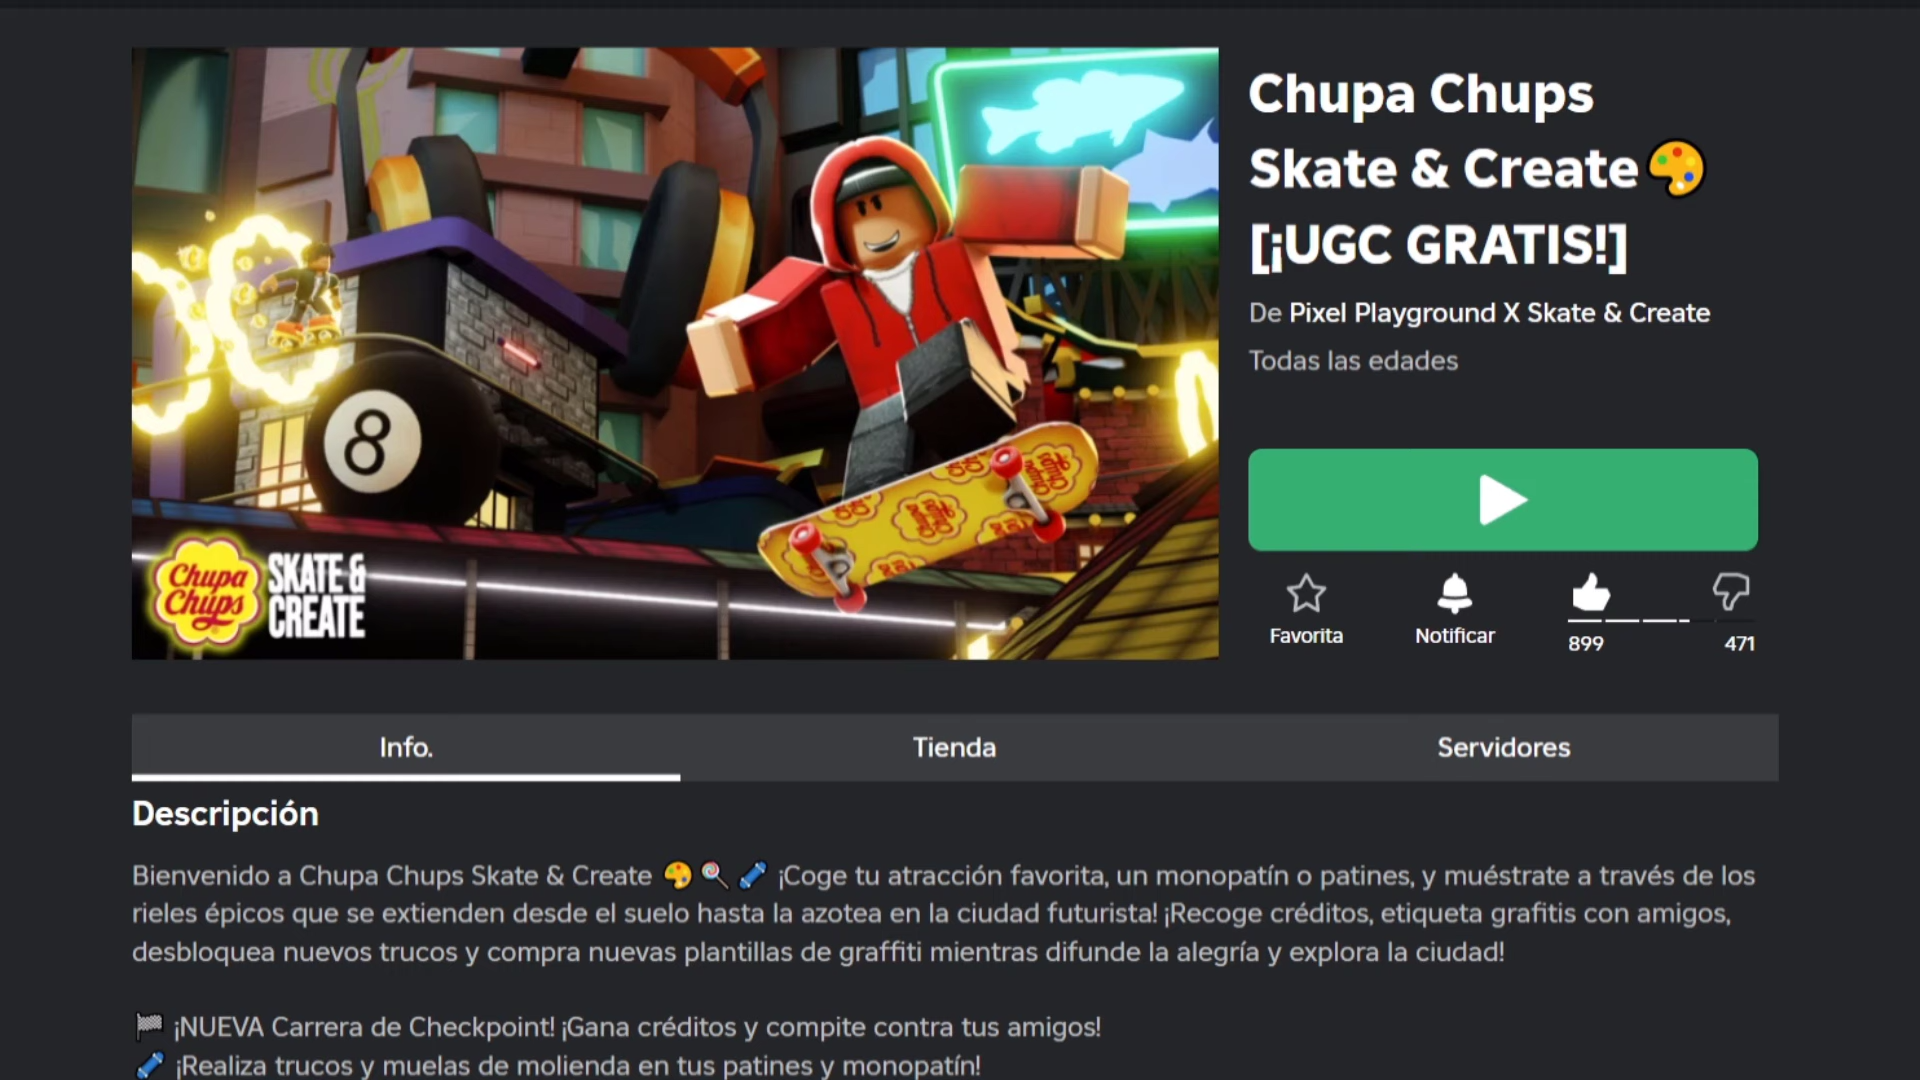 Chupa Chups
Skate & Create🎨
[¡UGC GRATIS!]
De Pixel Playground X Skate & Create
Todas las edades
8
Chupa
Chups
SKATE &
CREATE
Favorita
Notificar
899
471
Info.
Tienda
Servidores
Descripción
Bienvenido a Chupa Chups Skate & Create 🎨🍭🛹 ¡Coge tu atracción favorita, un monopatín o patines, y muéstrate a través de los
rieles épicos que se extienden desde el suelo hasta la azotea en la ciudad futurista! ¡Recoge créditos, etiqueta grafitis con amigos,
desbloquea nuevos trucos y compra nuevas plantillas de graffiti mientras difunde la alegría y explora la ciudad!
🏁 ¡NUEVA Carrera de Checkpoint! ¡Gana créditos y compite contra tus amigos!
🛹 ¡Realiza trucos y muelas de molienda en tus patines y monopatín!